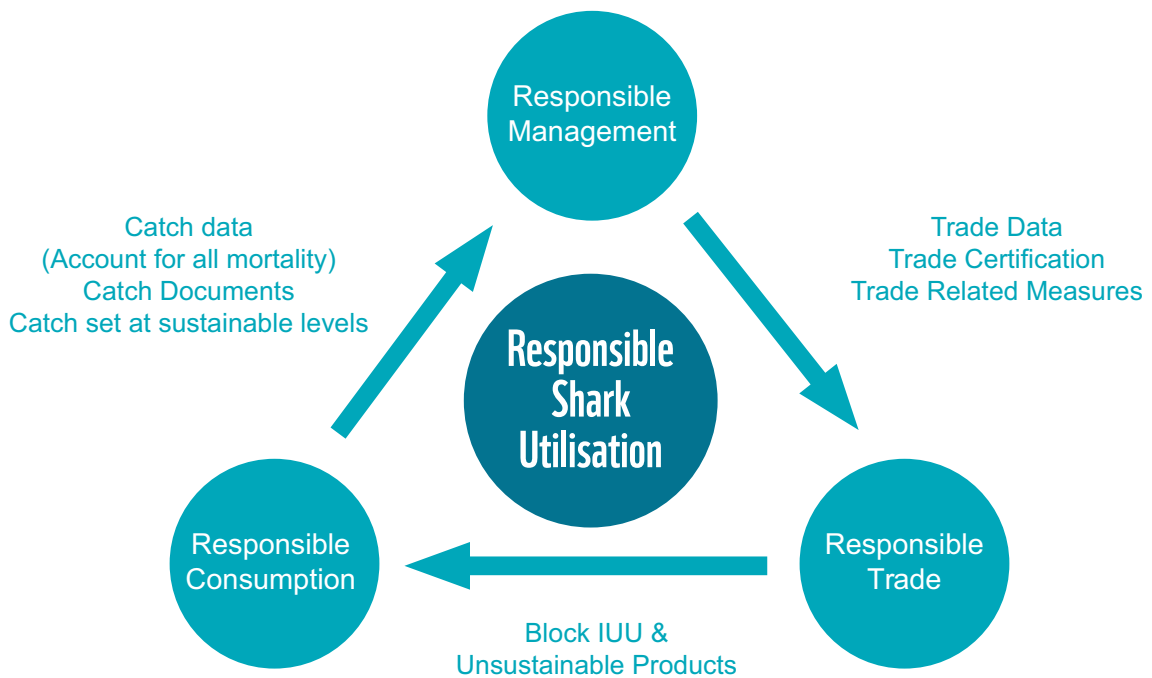 Responsible
Management
Catch data
(Account for all mortality)
Catch Documents
Catch set at sustainable levels
Trade Data
Trade Certification
Trade Related Measures
Responsible
Shark
Utilisation
Responsible
Consumption
Responsible
Trade
Block IUU &
Unsustainable Products